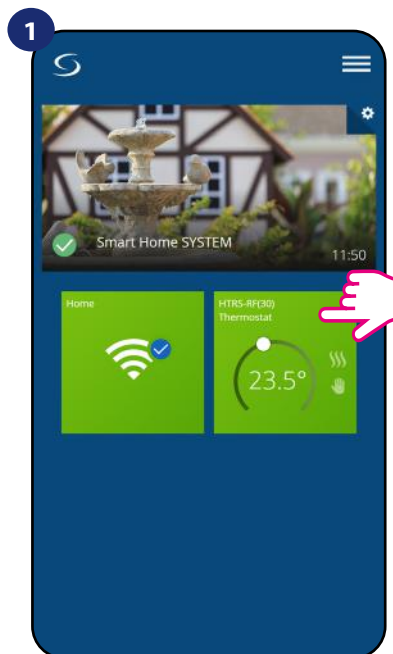 1
Smart Home SYSTEM
11:50
Home
HTRS-RF(30)
Thermostat
23.5°